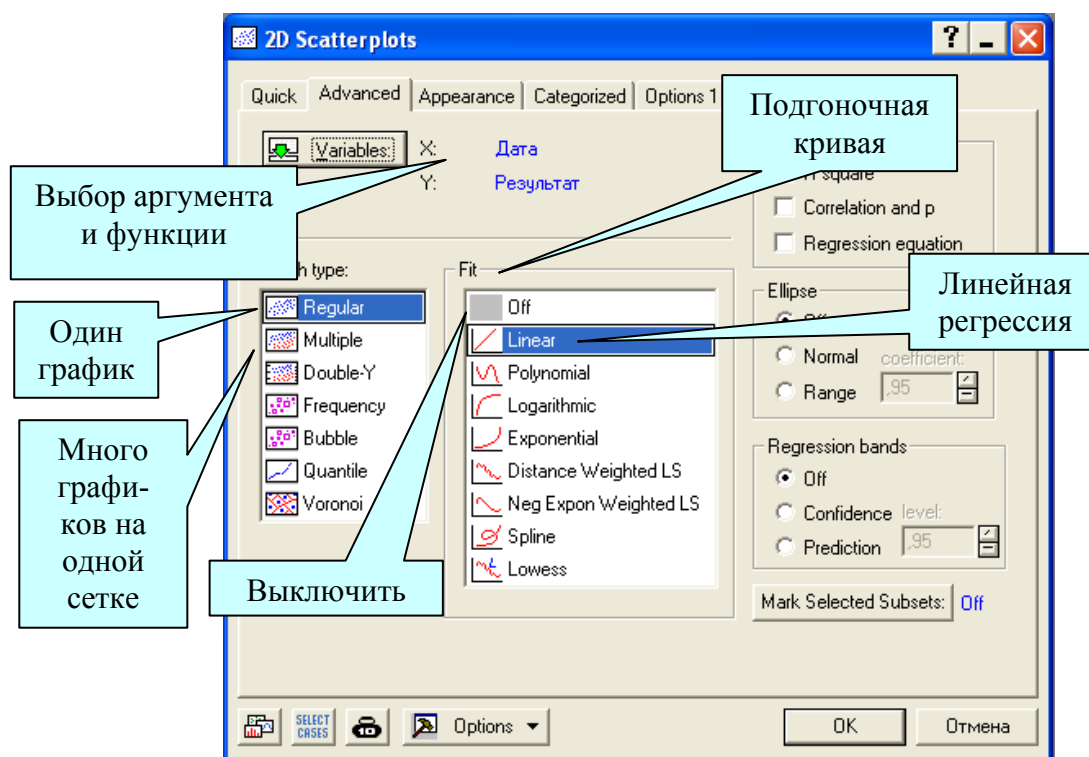 2D Scatterplots
Quick Advanced Appearance Categorized Options 1
Подгоночная
кривая
Variables: X: Дата
Y: Результат
Выбор аргумента
и функции
R square
Correlation and p
Regression equation
type:
Fit
Regular
Multiple
Double-Y
Frequency
Bubble
Quantile
Voronoi
Off
Linear
Polynomial
Logarithmic
Exponential
Distance Weighted LS
Neg Expon Weighted LS
Spline
Lowess
Линейная
регрессия
Один
график
Много
графи-
ков на
одной
сетке
Выключить
Ellipse
Off
Normal coefficient:
Range ,95
Regression bands
Off
Confidence level:
Prediction ,95
Mark Selected Subsets: Off
SELECT
CASES
Options
OK
Отмена